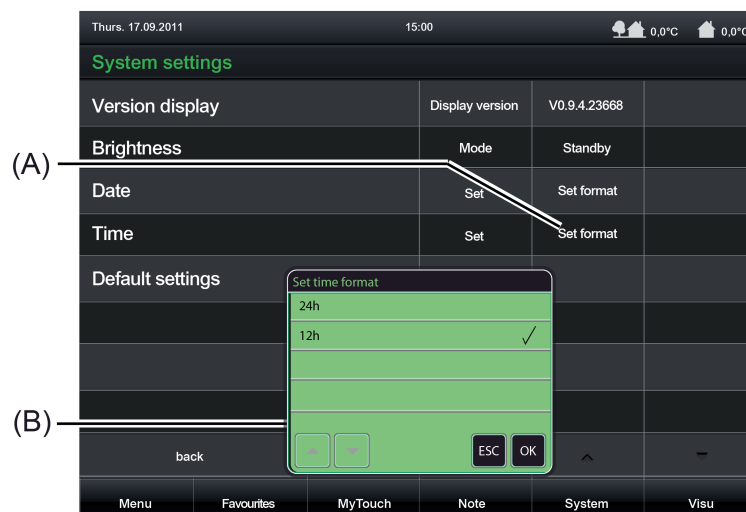 Thurs. 17.09.2011 15:00 0,0°C 0,0°C
System settings
Version display Display version V0.9.4.23668
Brightness Mode Standby
(A)
Date Set Set format
Time Set Set format
Default settings
Set time format
24h
12h
(B)
back ESC OK
Menu Favourites MyTouch Note System Visu